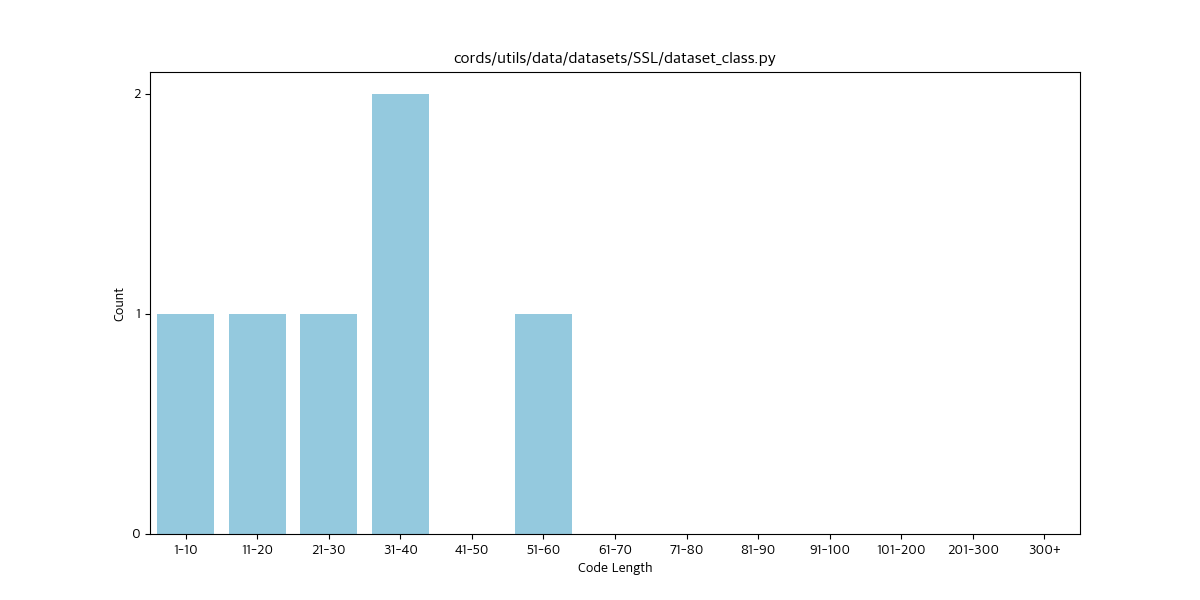 cords/utils/data/datasets/SSL/dataset_class.py
Count
2
1
0
1-10 11-20 21-30 31-40 41-50 51-60 61-70 71-80 81-90 91-100 101-200 201-300 300+
Code Length